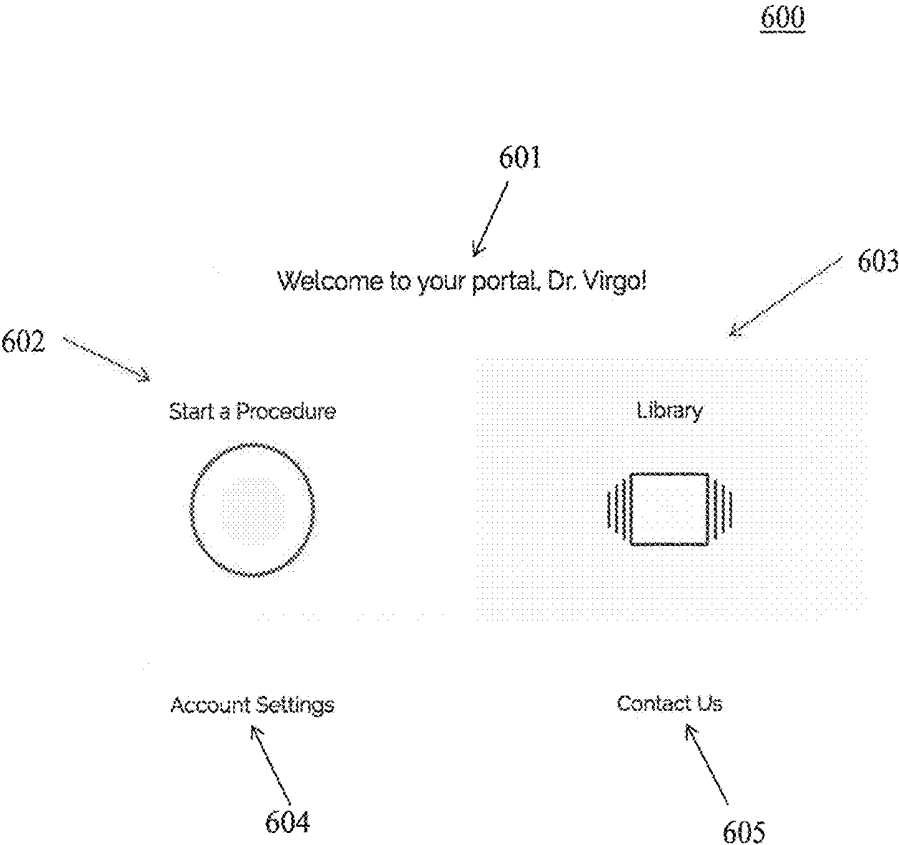 600
601
Welcome to your portal, Dr. Virgo!
603
602
Start a Procedure
Library
Account Settings
Contact Us
604
605